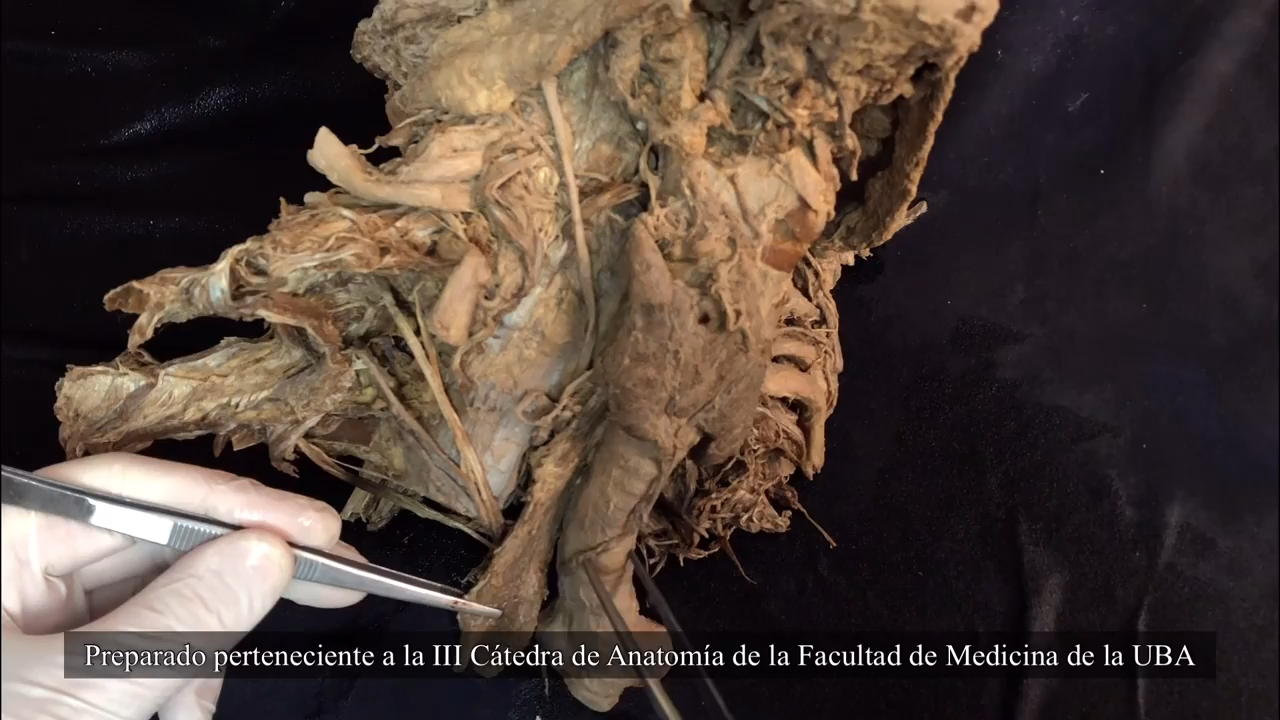 Preparado perteneciente a la III Cátedra de Anatomía de la Facultad de Medicina de la UBA